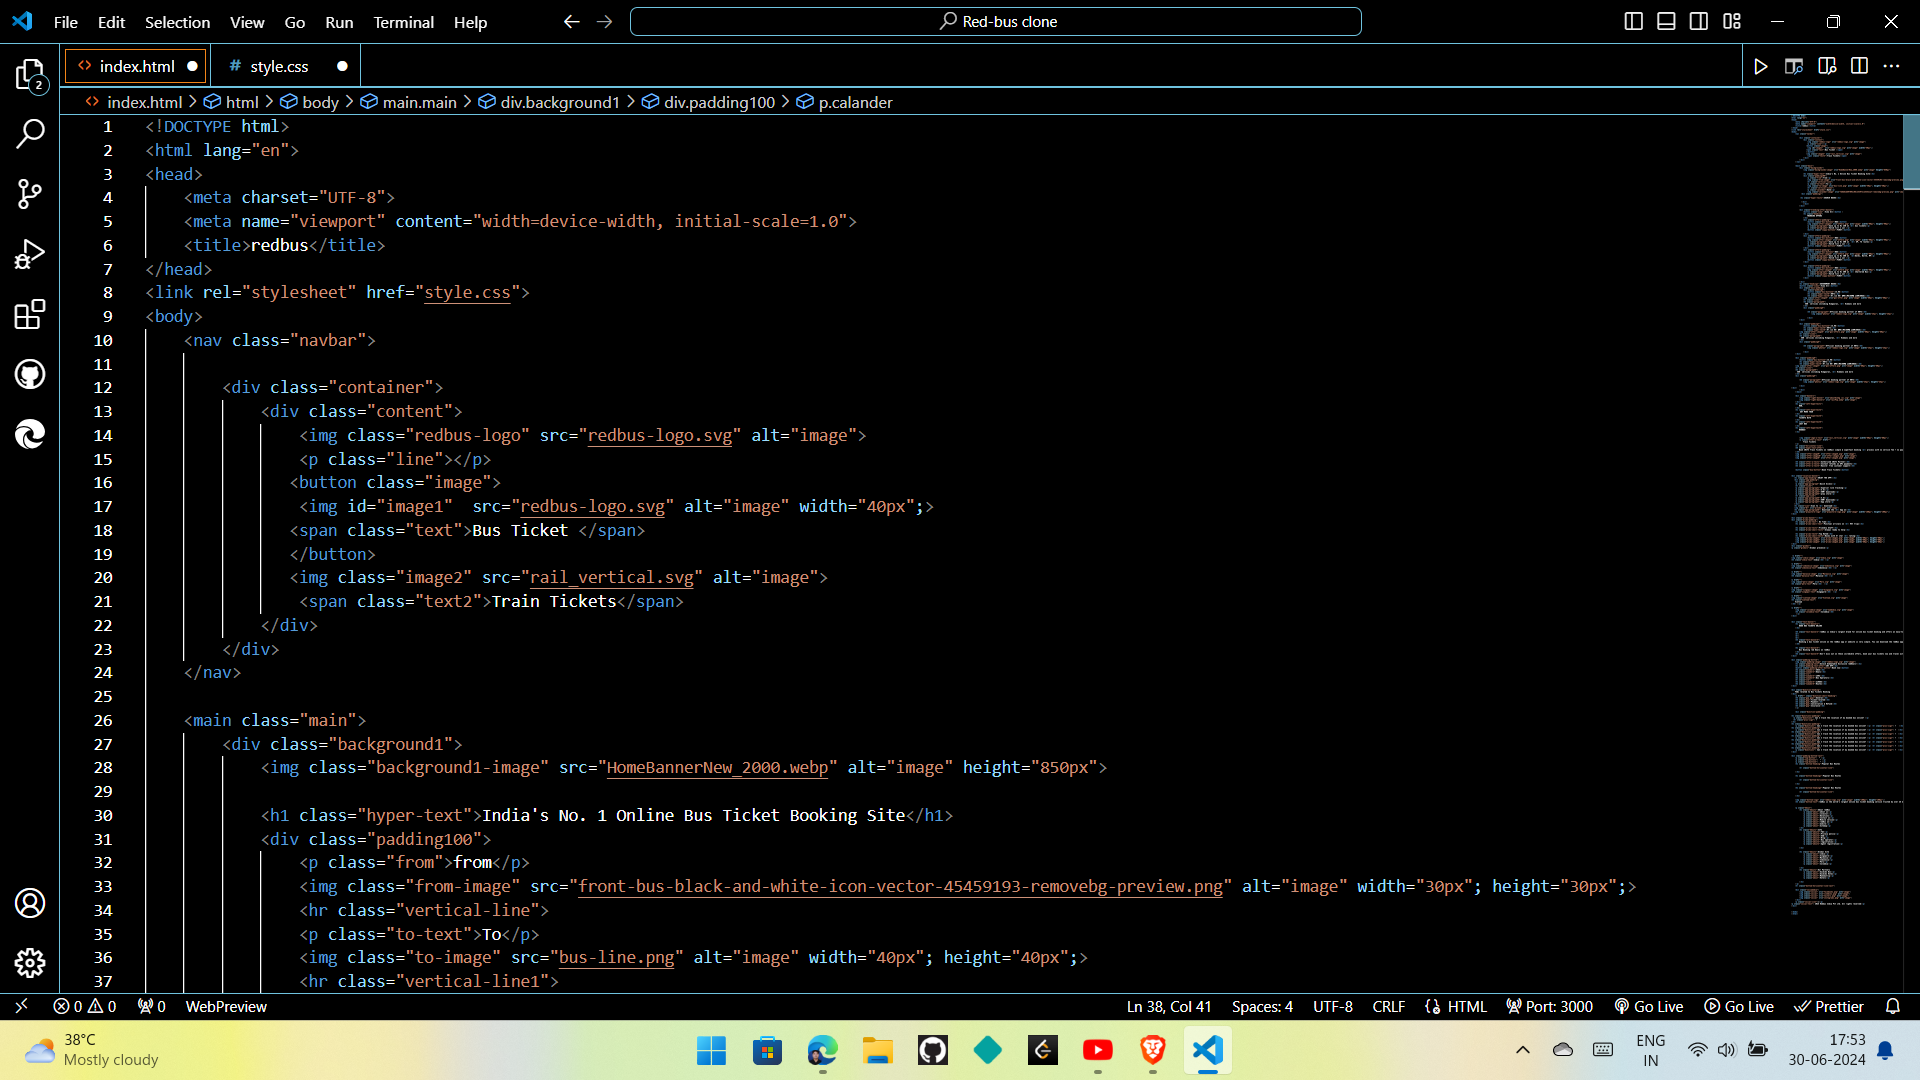 File Edit Selection View Go Run Terminal Help
Red-bus clone
index.html
# style.css
2
<> index.html > html > body > main.main > div.background1 > div.padding100 > p.calander
1 <!DOCTYPE html>
2 <html lang="en">
3 <head>
4 <meta charset="UTF-8">
5 <meta name="viewport" content="width=device-width, initial-scale=1.0">
6 <title>redbus</title>
7 </head>
8 <link rel="stylesheet" href="style.css">
9 <body>
10 <nav class="navbar">
11
12 <div class="container">
13 <div class="content">
14 <img class="redbus-logo" src="redbus-logo.svg" alt="image">
15 <p class="line"></p>
16 <button class="image">
17 <img id="image1"  src="redbus-logo.svg" alt="image" width="40px";>
18 <span class="text">Bus Ticket </span>
19 </button>
20 <img class="image2" src="rail_vertical.svg" alt="image">
21 <span class="text2">Train Tickets</span>
22 </div>
23 </div>
24 </nav>
25
26 <main class="main">
27 <div class="background1">
28 <img class="background1-image" src="HomeBannerNew_2000.webp" alt="image" height="850px">
29
30 <h1 class="hyper-text">India's No. 1 Online Bus Ticket Booking Site</h1>
31 <div class="padding100">
32 <p class="from">from</p>
33 <img class="from-image" src="front-bus-black-and-white-icon-vector-45459193-removebg-preview.png" alt="image" width="30px"; height="30px";>
34 <hr class="vertical-line">
35 <p class="to-text">To</p>
36 <img class="to-image" src="bus-line.png" alt="image" width="40px"; height="40px";>
37 <hr class="vertical-line1">
0 0 0 WebPreview Ln 38, Col 41 Spaces: 4 UTF-8 CRLF HTML Port: 3000 Go Live Go Live Prettier
38°C
Mostly cloudy
ENG
IN
17:53
30-06-2024